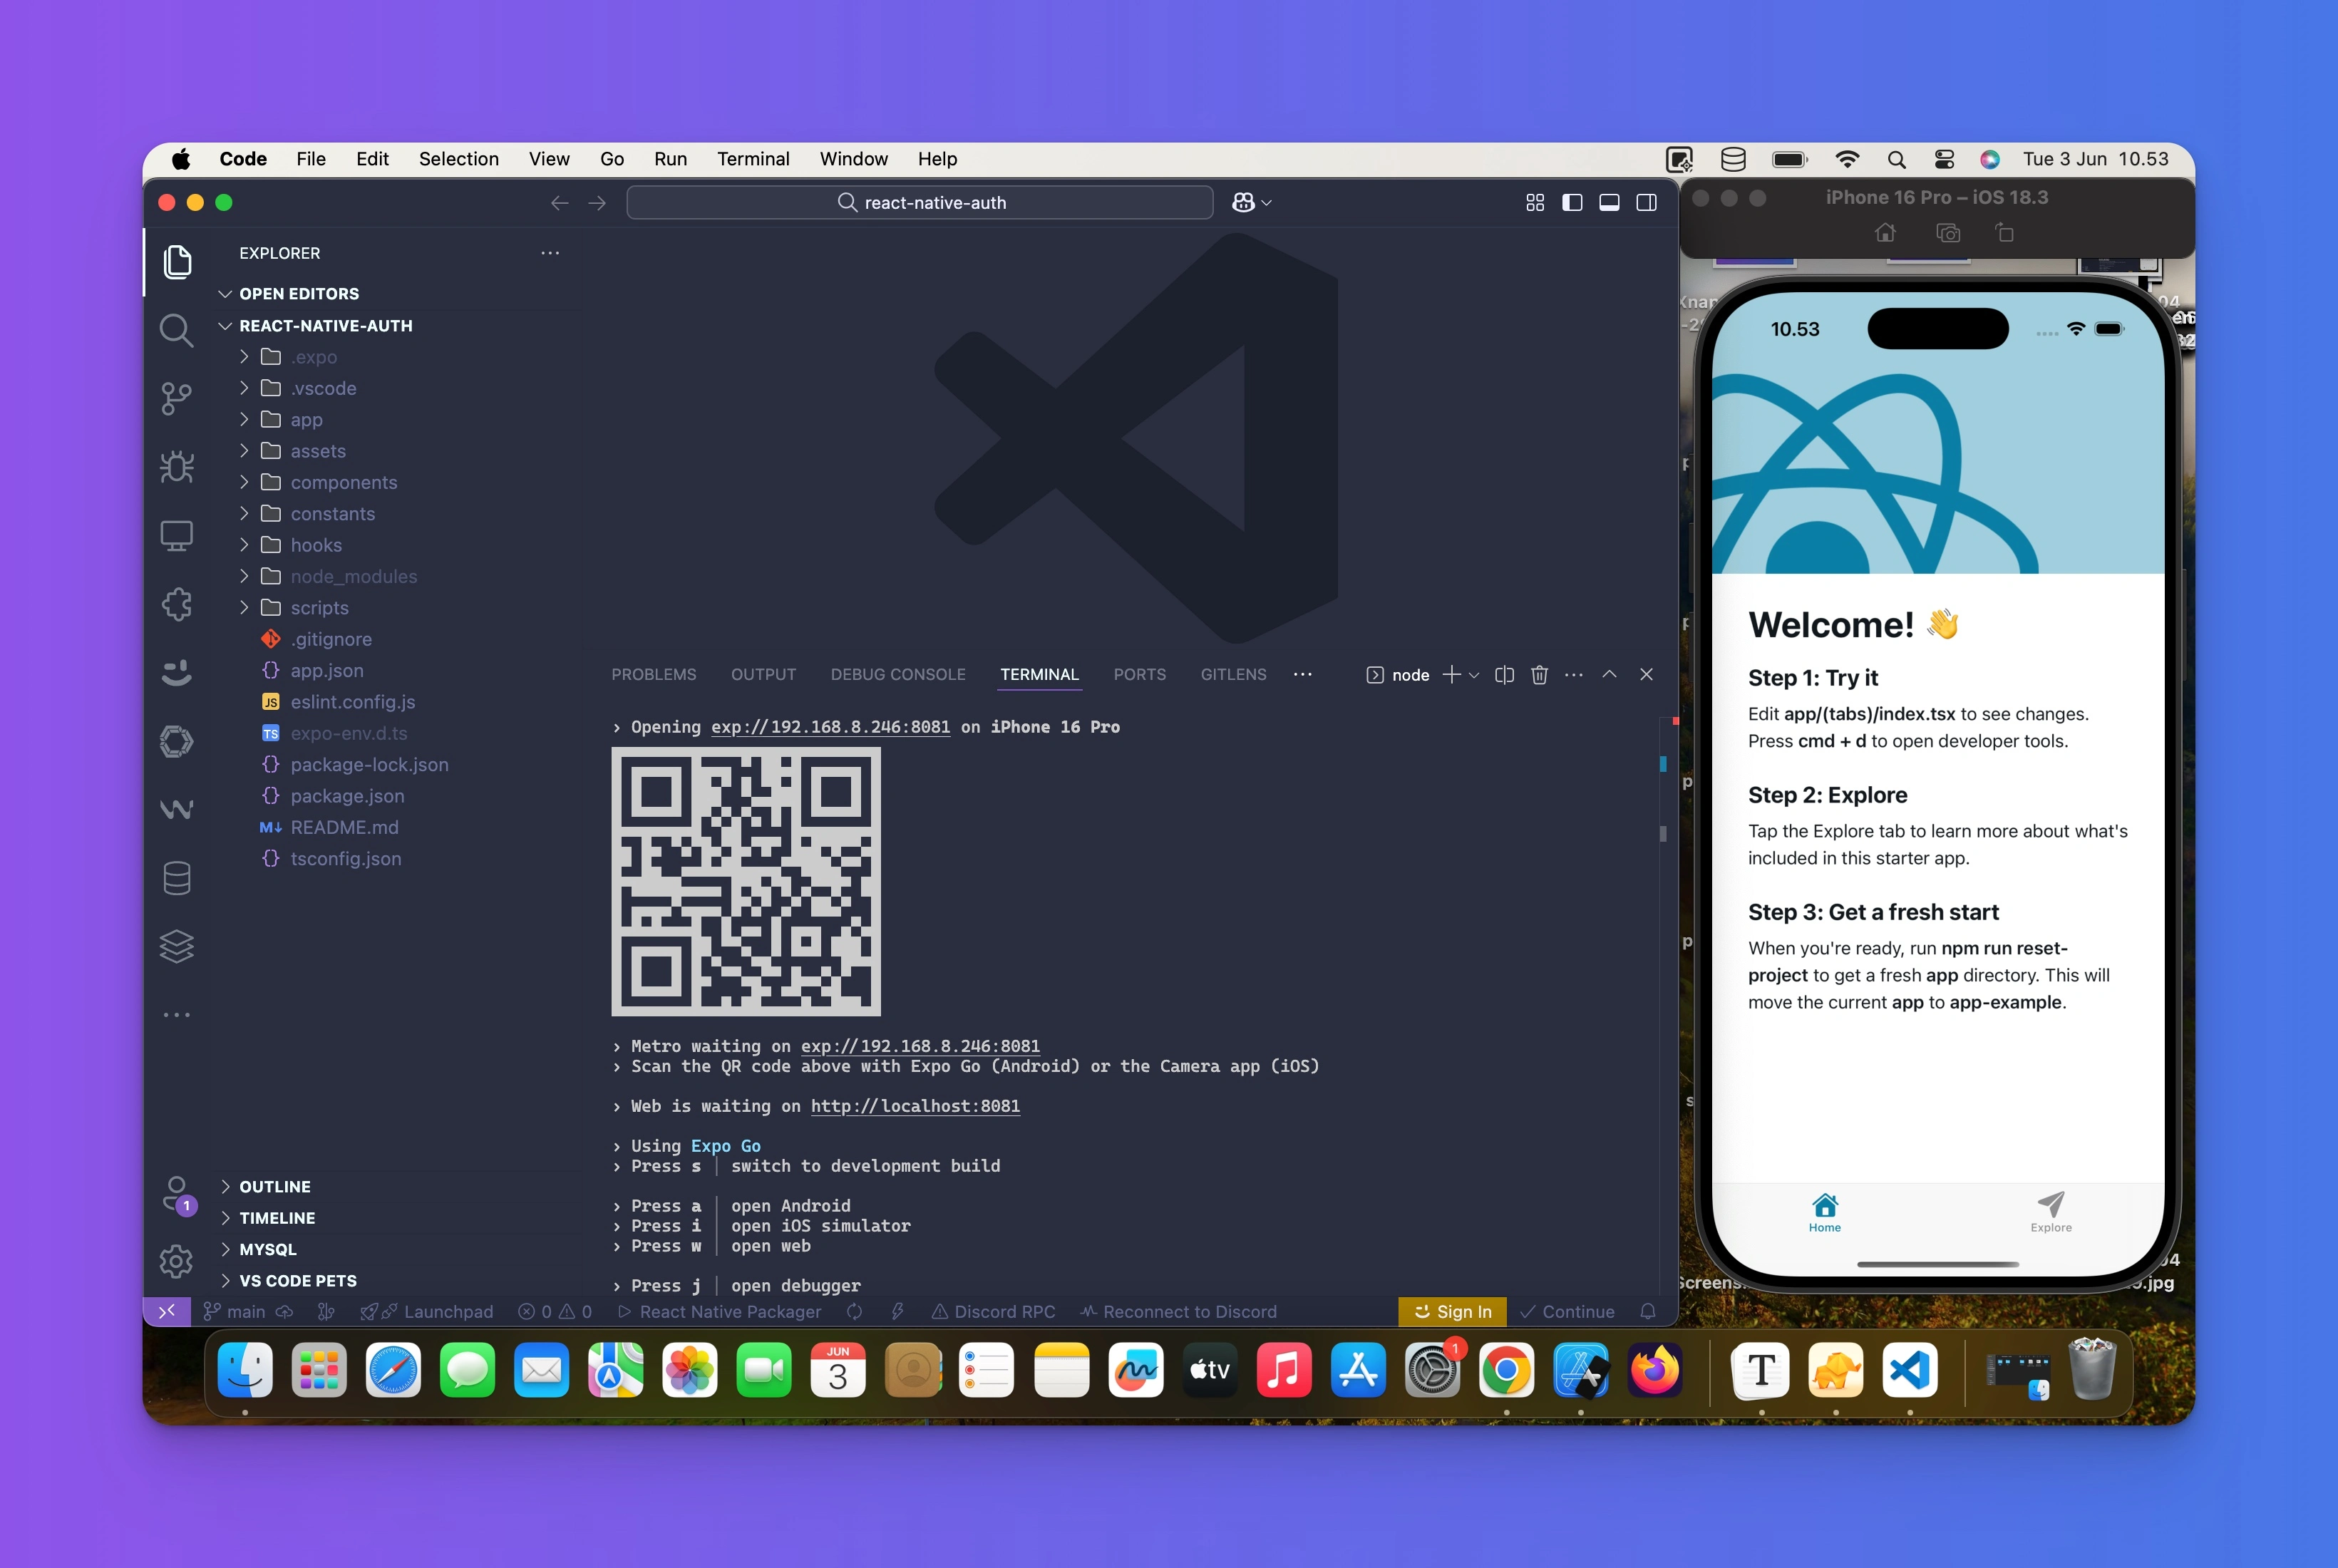 Code File Edit Selection View Go Run Terminal Window Help
Tue 3 Jun 10.53
react-native-auth
EXPLORER
OPEN EDITORS
REACT-NATIVE-AUTH
.expo
.vscode
app
assets
components
constants
hooks
node_modules
scripts
.gitignore
{} app.json
JS eslint.config.js
TS expo-env.d.ts
{} package-lock.json
{} package.json
M↓ README.md
{} tsconfig.json
OUTLINE
TIMELINE
MYSQL
VS CODE PETS
1
PROBLEMS OUTPUT DEBUG CONSOLE TERMINAL PORTS GITLENS ··· node
› Opening exp://192.168.8.246:8081 on iPhone 16 Pro
› Metro waiting on exp://192.168.8.246:8081
› Scan the QR code above with Expo Go (Android) or the Camera app (iOS)
› Web is waiting on http://localhost:8081
› Using Expo Go
› Press s │ switch to development build
› Press a │ open Android
› Press i │ open iOS simulator
› Press w │ open web
› Press j │ open debugger
main Launchpad 0 0 React Native Packager Discord RPC Reconnect to Discord Sign In Continue
iPhone 16 Pro – iOS 18.3
10.53
Welcome! 👋
Step 1: Try it
Edit app/(tabs)/index.tsx to see changes.
Press cmd + d to open developer tools.
Step 2: Explore
Tap the Explore tab to learn more about what's
included in this starter app.
Step 3: Get a fresh start
When you're ready, run npm run reset-
project to get a fresh app directory. This will
move the current app to app-example.
Home Explore
JUN
3
tv
1
T